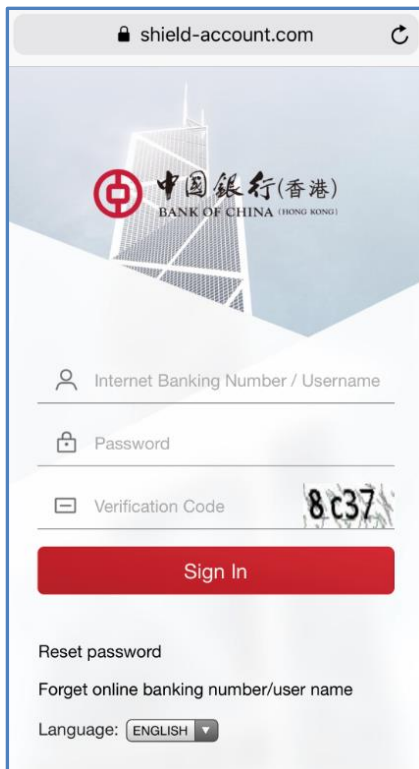 shield-account.com
中國銀行(香港)
BANK OF CHINA (HONG KONG)
Internet Banking Number / Username
Password
Verification Code
8c37
Sign In
Reset password
Forget online banking number/user name
Language: ENGLISH